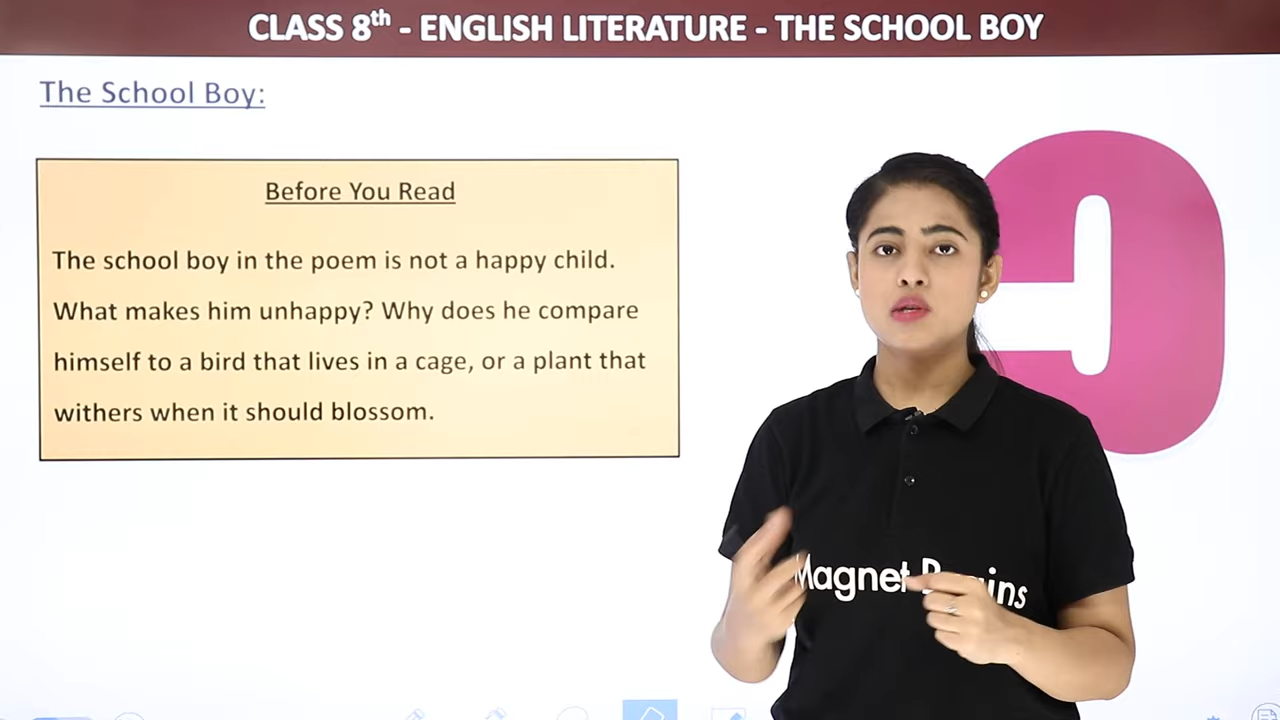 CLASS 8th - ENGLISH LITERATURE - THE SCHOOL BOY
The School Boy:
Before You Read
The school boy in the poem is not a happy child.
What makes him unhappy? Why does he compare
himself to a bird that lives in a cage, or a plant that
withers when it should blossom.
Magnet Brains